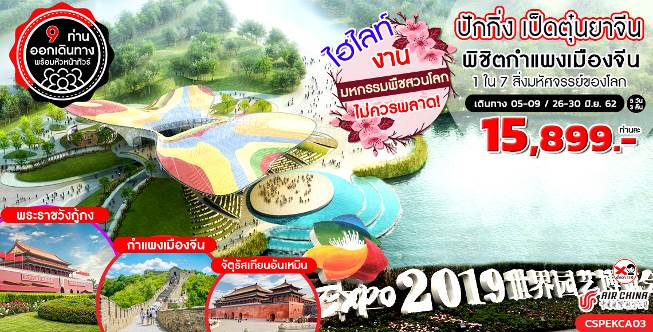 9 ท่าน
ออกเดินทาง
พร้อมหัวหน้าทัวร์
ไฮไลท์
งาน
มหกรรมพืชสวนโลก
ไม่ควรพลาด!
ปักกิ่ง เป็ดตุ๋นยาจีน
พิชิตกำแพงเมืองจีน
1 ใน 7 สิ่งมหัศจรรย์ของโลก
เดินทาง 05-09 / 26-30 มิ.ย. 62
5 วัน
3 คืน
15,899.-
ท่านละ
พระราชวังกู้กง
กำแพงเมืองจีน
จัตุรัสเทียนอันเหมิน
EXPO 2019 世界园艺博览会
AIR CHINA
CSPEKCA03